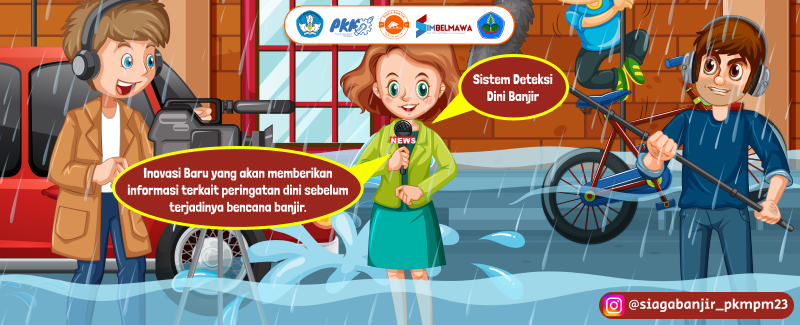 PKK
SIMBELMAWA
Sistem Deteksi
Dini Banjir
NEWS
Inovasi Baru yang akan memberikan
informasi terkait peringatan dini sebelum
terjadinya bencana banjir.
@siagabanjir_pkmpm23